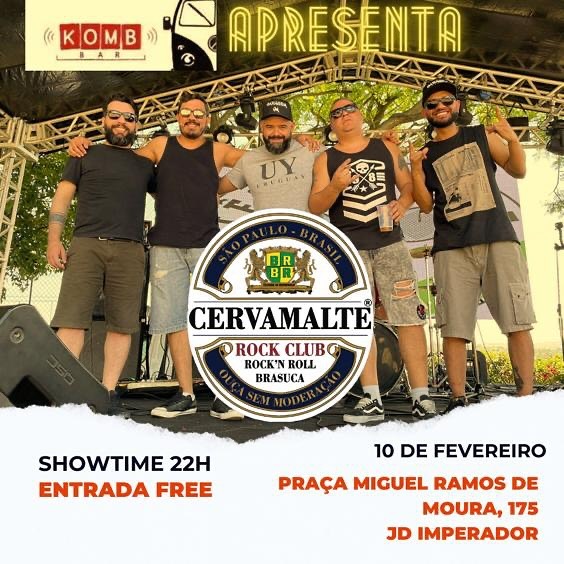 KOMB
BAR
APRESENTA
UY
URUGUAY
SÃO PAULO - BRASIL
BR
BR
CERVAMALTE®
ROCK CLUB
ROCK'N ROLL
BRASUCA
OUÇA SEM MODERAÇÃO
SHOWTIME 22H
ENTRADA FREE
10 DE FEVEREIRO
PRAÇA MIGUEL RAMOS DE
MOURA, 175
JD IMPERADOR